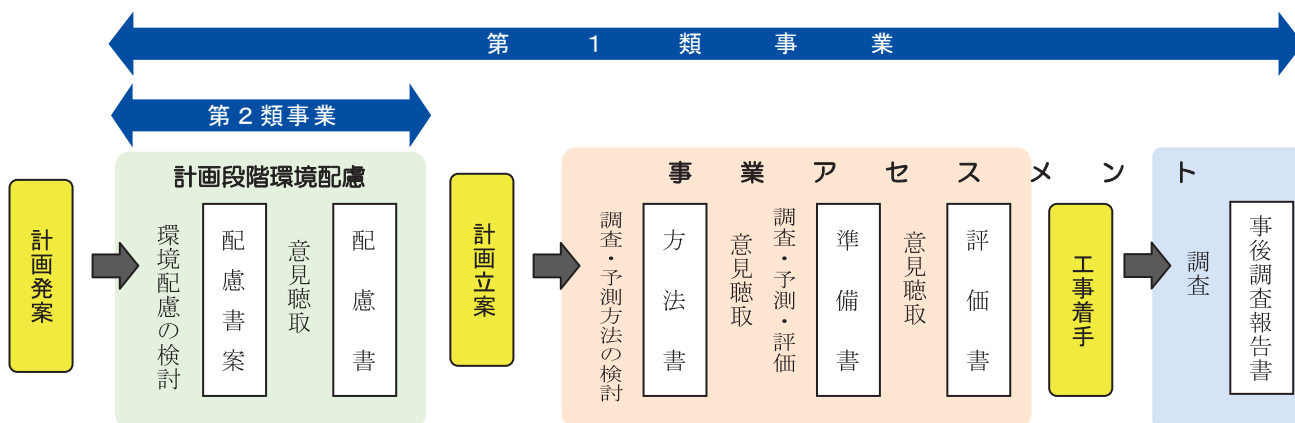 第1類事業
第2類事業
計画段階環境配慮
事業アセスメント
計画発案
環境配慮の検討
配慮書案
意見聴取
配慮書
計画立案
調査・予測方法の検討
方法書
意見聴取
調査・予測・評価
準備書
意見聴取
評価書
工事着手
調査
事後調査報告書